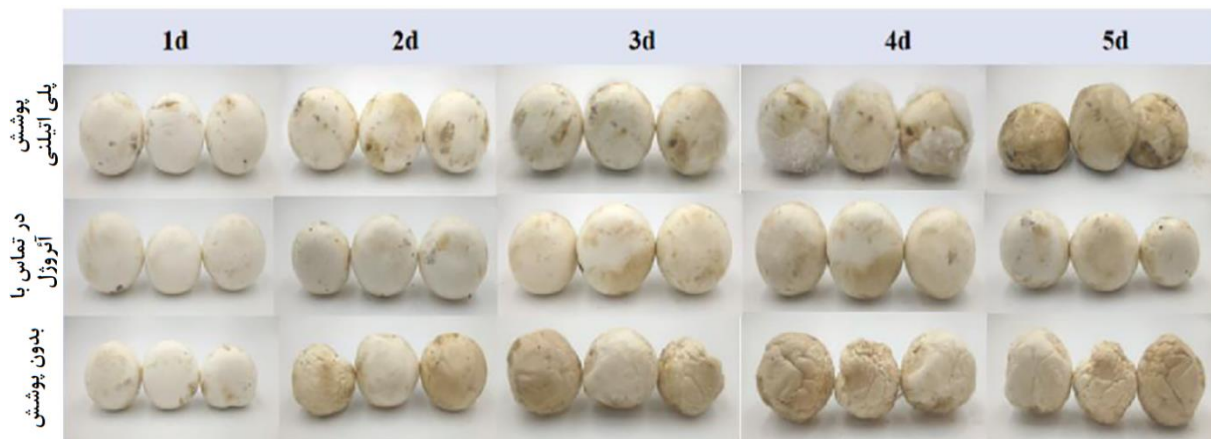 1d 2d 3d 4d 5d
پوشش
پلی اتیلنی
در تماس با
آئروژل
بدون پوشش